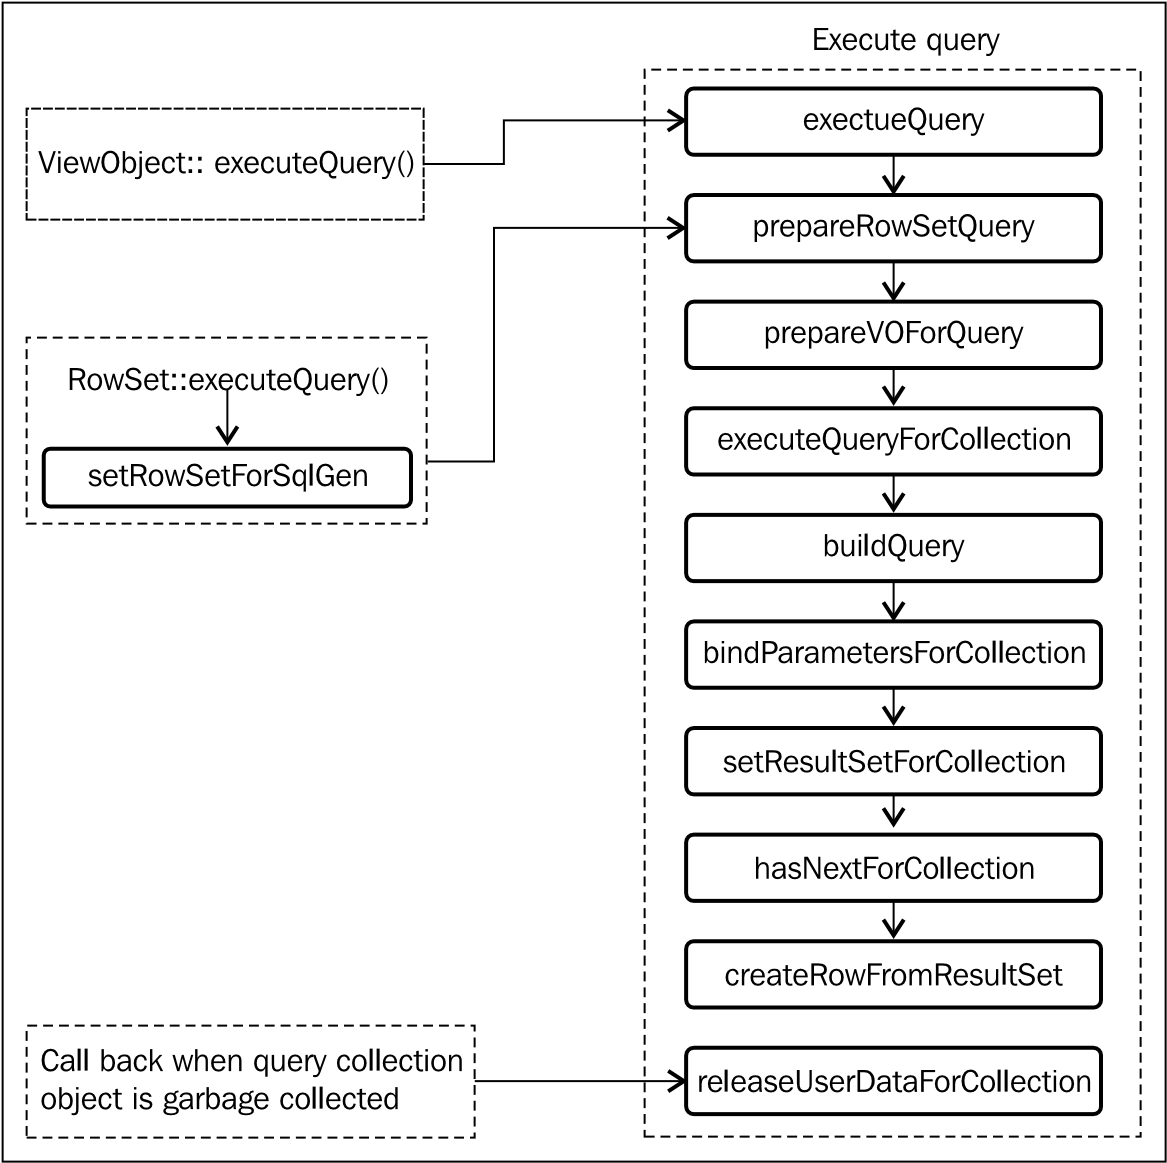 Execute query
ViewObject:: executeQuery()
exectueQuery
prepareRowSetQuery
prepareVOForQuery
RowSet::executeQuery()
setRowSetForSqlGen
executeQueryForCollection
buildQuery
bindParametersForCollection
setResultSetForCollection
hasNextForCollection
createRowFromResultSet
Call back when query collection
object is garbage collected
releaseUserDataForCollection